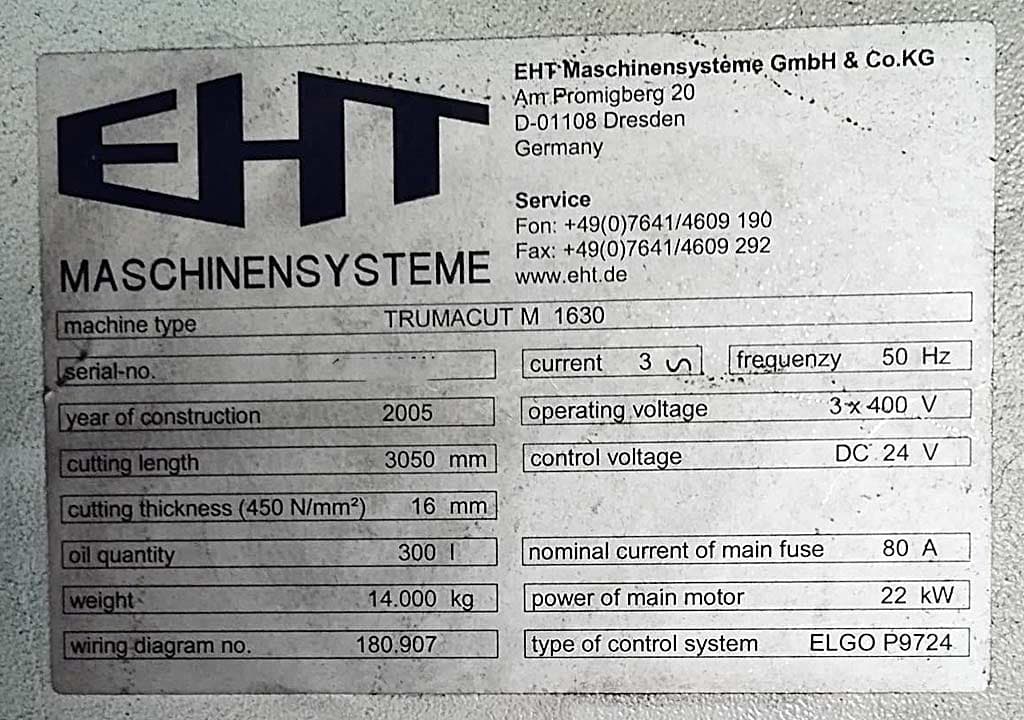 EHT
MASCHINENSYSTEME
EHT Maschinensysteme GmbH & Co.KG
Am Promigberg 20
D-01108 Dresden
Germany
Service
Fon: +49(0)7641/4609 190
Fax: +49(0)7641/4609 292
www.eht.de
machine type TRUMACUT M 1630
serial-no.
current 3 ∿
frequenzy 50 Hz
year of construction 2005
operating voltage 3 x 400 V
cutting length 3050 mm
control voltage DC 24 V
cutting thickness (450 N/mm²) 16 mm
oil quantity 300 l
nominal current of main fuse 80 A
weight 14.000 kg
power of main motor 22 kW
wiring diagram no. 180.907
type of control system ELGO P9724